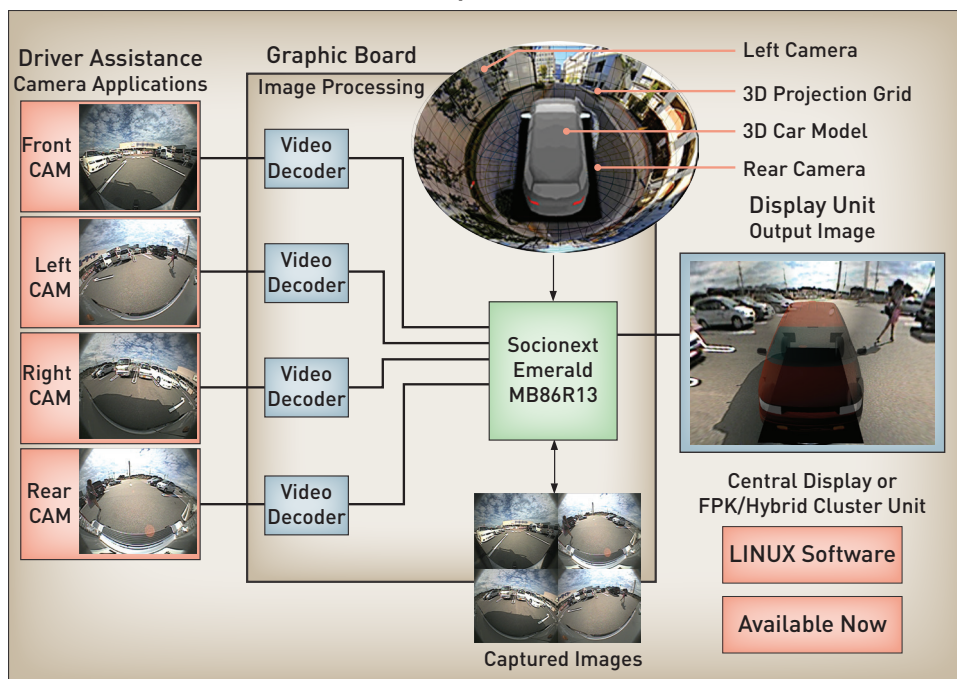 Driver Assistance
Camera Applications
Front
CAM
Left
CAM
Right
CAM
Rear
CAM
Graphic Board
Image Processing
Video
Decoder
Video
Decoder
Video
Decoder
Video
Decoder
Left Camera
3D Projection Grid
3D Car Model
Rear Camera
Socionext
Emerald
MB86R13
Captured Images
Display Unit
Output Image
Central Display or
FPK/Hybrid Cluster Unit
LINUX Software
Available Now